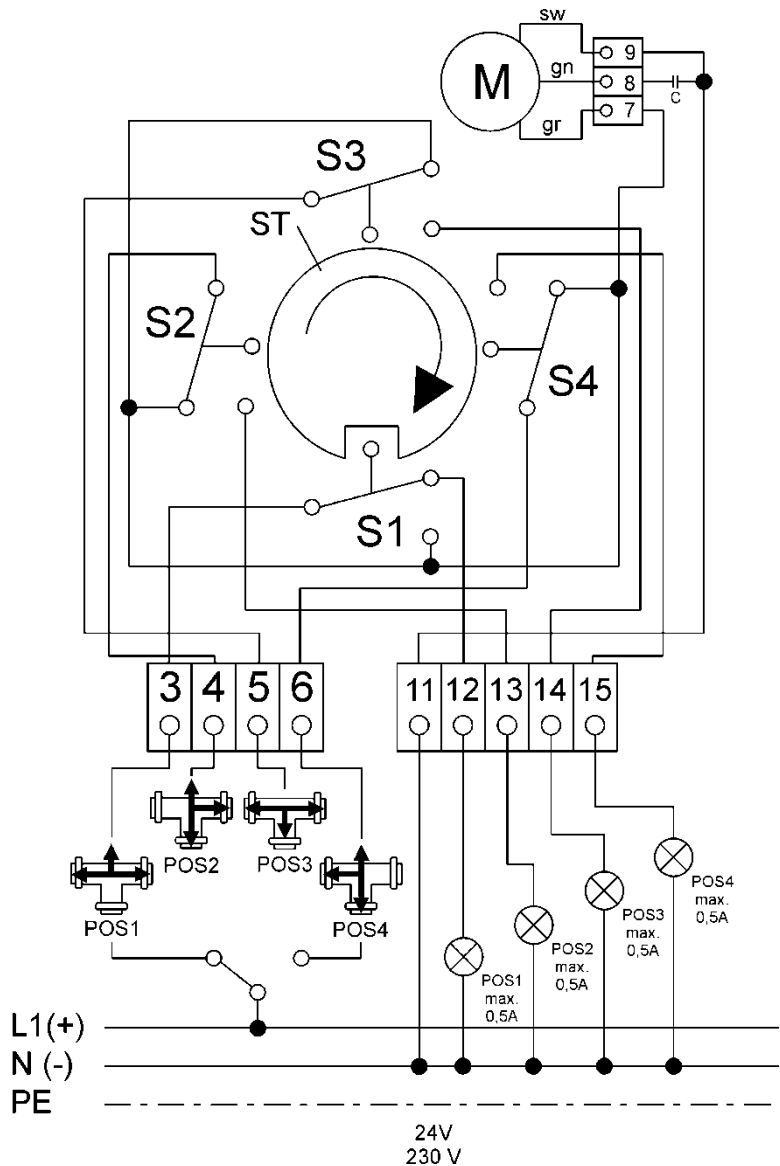 sw
9
gn
8
C
M
7
gr
S3
ST
S2
S4
S1
3 4 5 6
11 12 13 14 15
POS2
POS3
POS1
POS4
POS4
max.
0,5A
POS3
max.
0,5A
POS2
max.
0,5A
POS1
max.
0,5A
L1(+)
N (-)
PE
24V
230 V